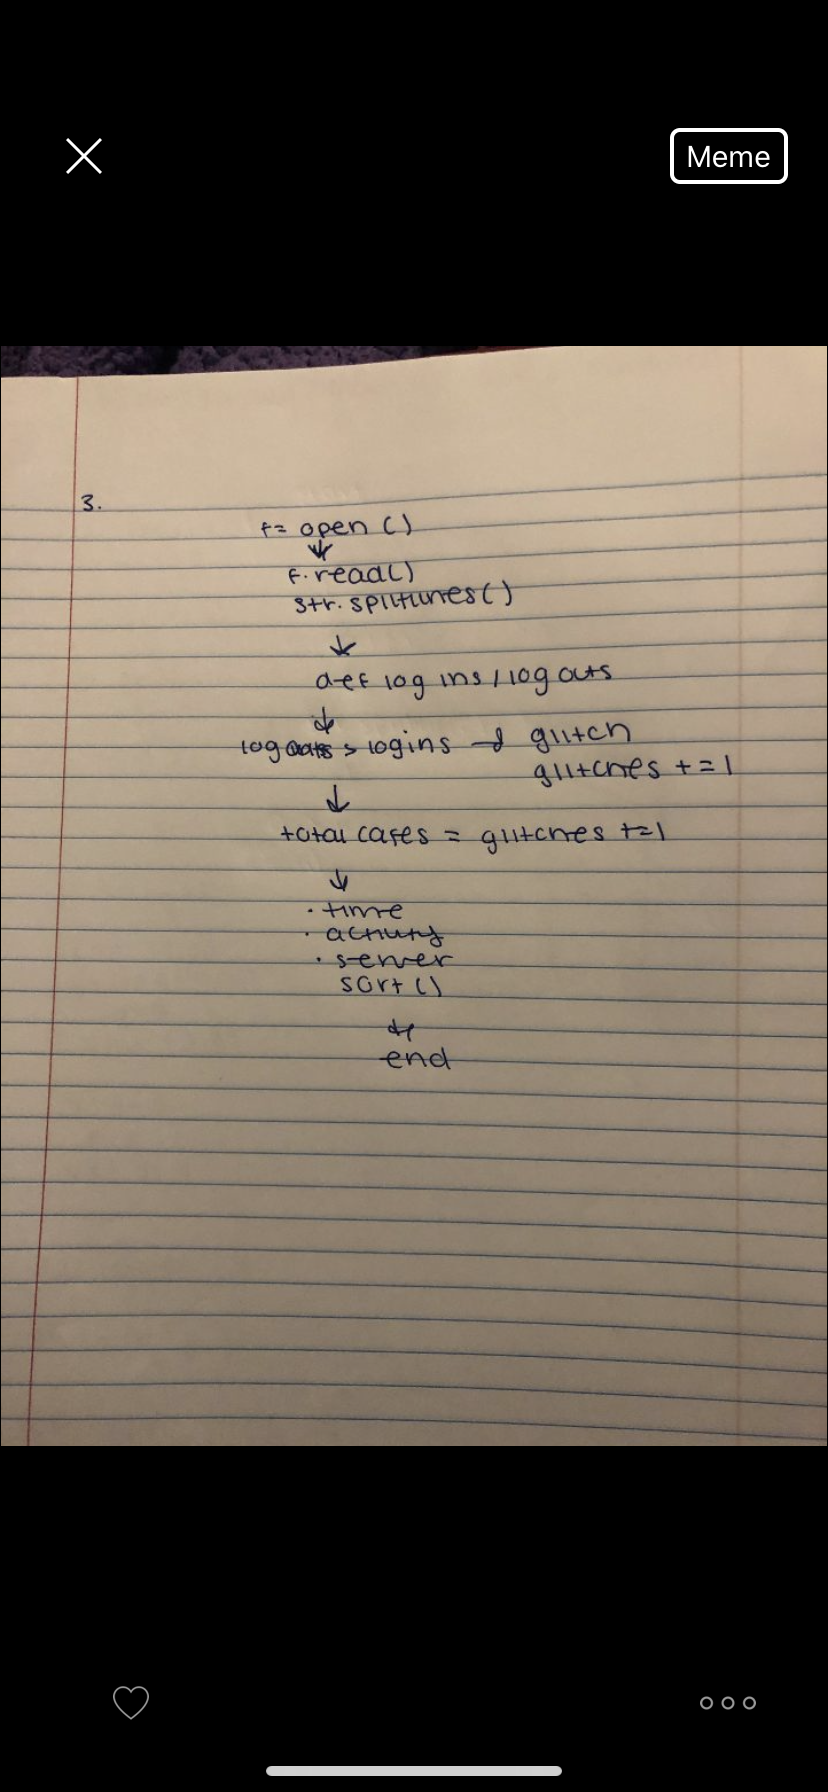 Meme
3.
f= open ()
f. read()
str. splitlines()
def log ins / log outs
log outs > logins → glitch
glitches + = 1
total cafes = glitches +=1
· time
· activity
· server
sort ()
end